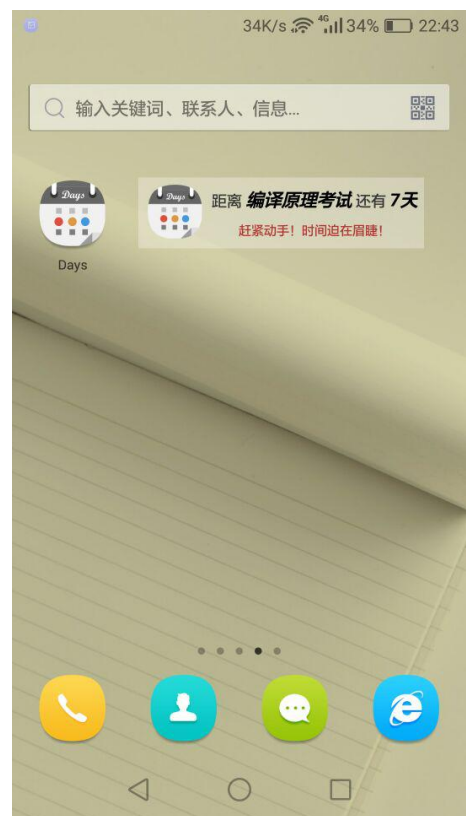 34K/s 4G 34% 22:43
输入关键词、联系人、信息...
Days
Days
距离 编译原理考试 还有 7天
赶紧动手！时间迫在眉睫！
Days